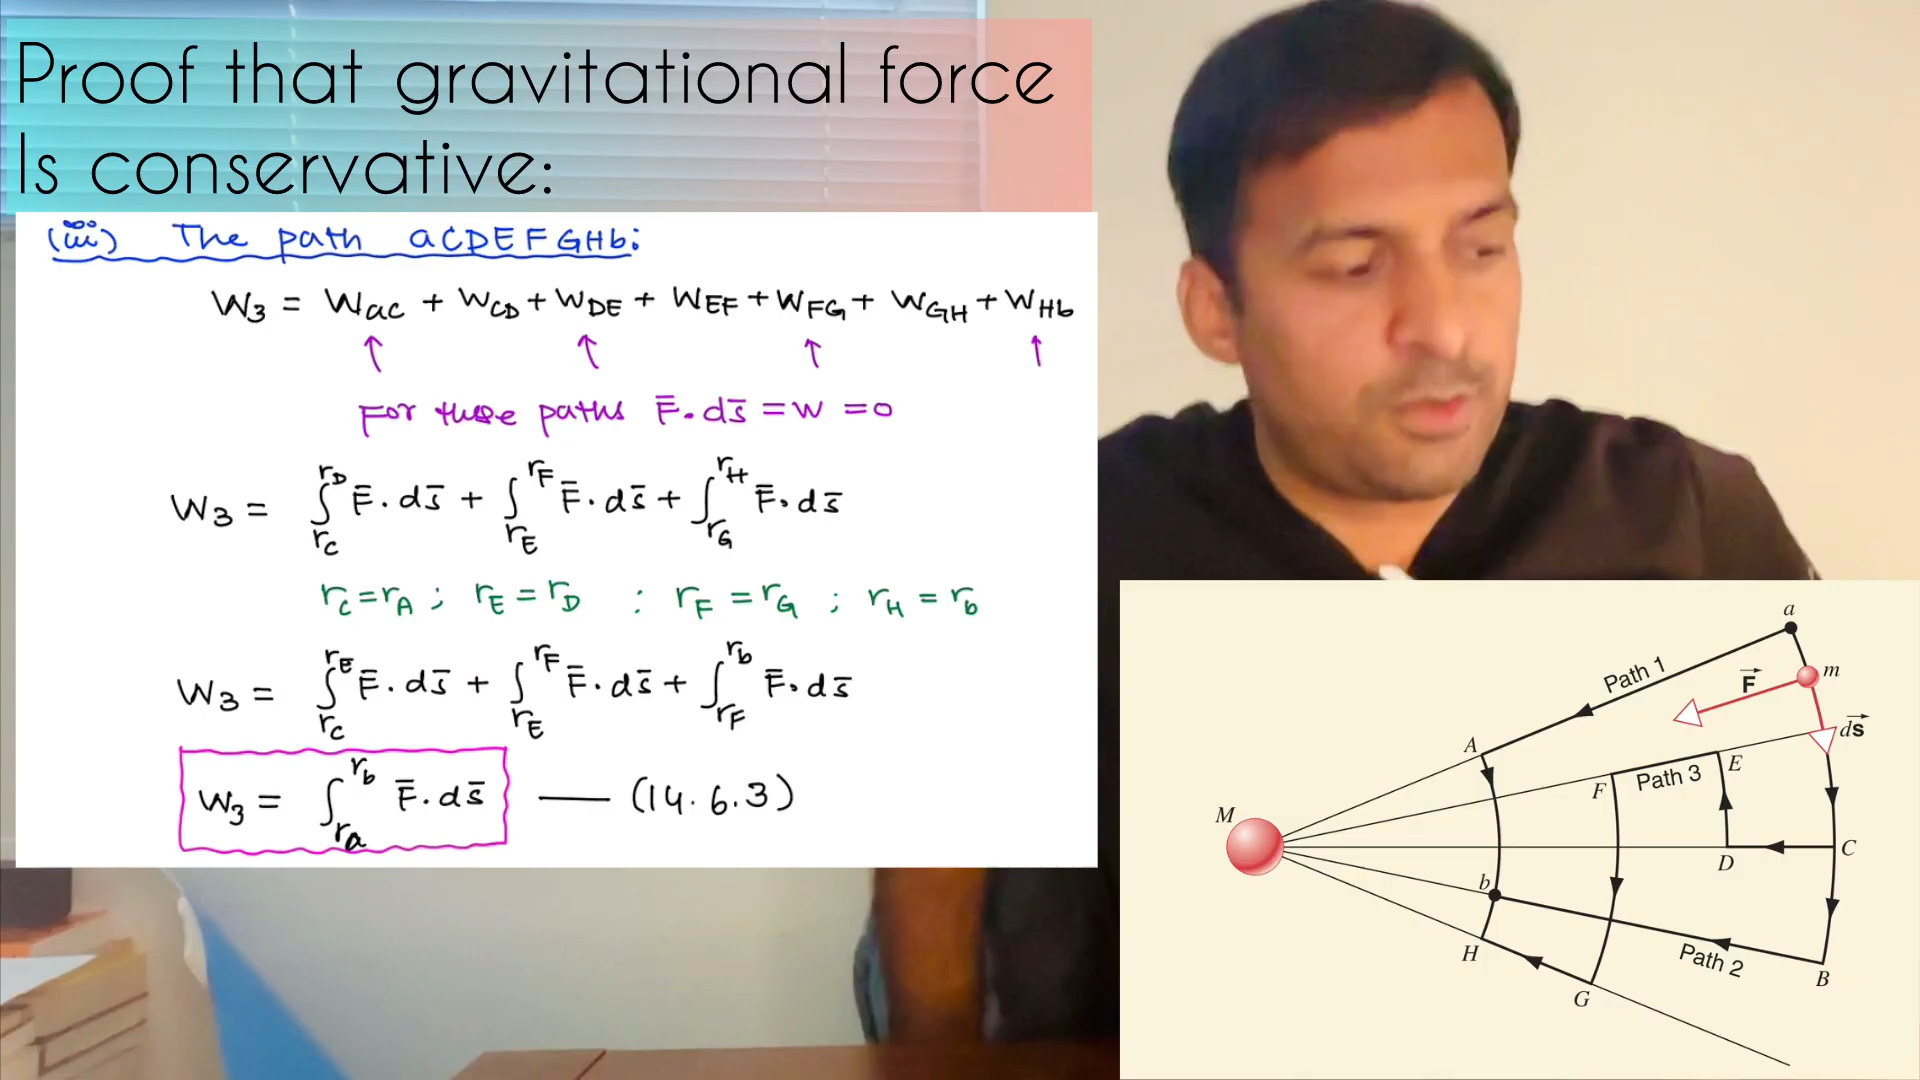 Proof that gravitational force
Is conservative:
(iii) The path aCDEFGHb:
W₃ = Wac + WCD + WDE + WEF + WFG + WGH + WHb
↑ ↑ ↑ ↑
For these paths F̄.ds̄ = W = 0
W₃ = ∫_{rC}^{rD} F̄.ds̄ + ∫_{rE}^{rF} F̄.ds̄ + ∫_{rG}^{rH} F̄.ds̄
rC = rA ; rE = rD : rF = rG ; rH = rb
W₃ = ∫_{rC}^{rE} F̄.ds̄ + ∫_{rE}^{rF} F̄.ds̄ + ∫_{rF}^{rb} F̄.ds̄
W₃ = ∫_{ra}^{rb} F̄.ds̄ — (14.6.3)
a
Path 1
m
F⃗
ds⃗
A
E
Path 3
F
M
C
D
b
Path 2
H
B
G